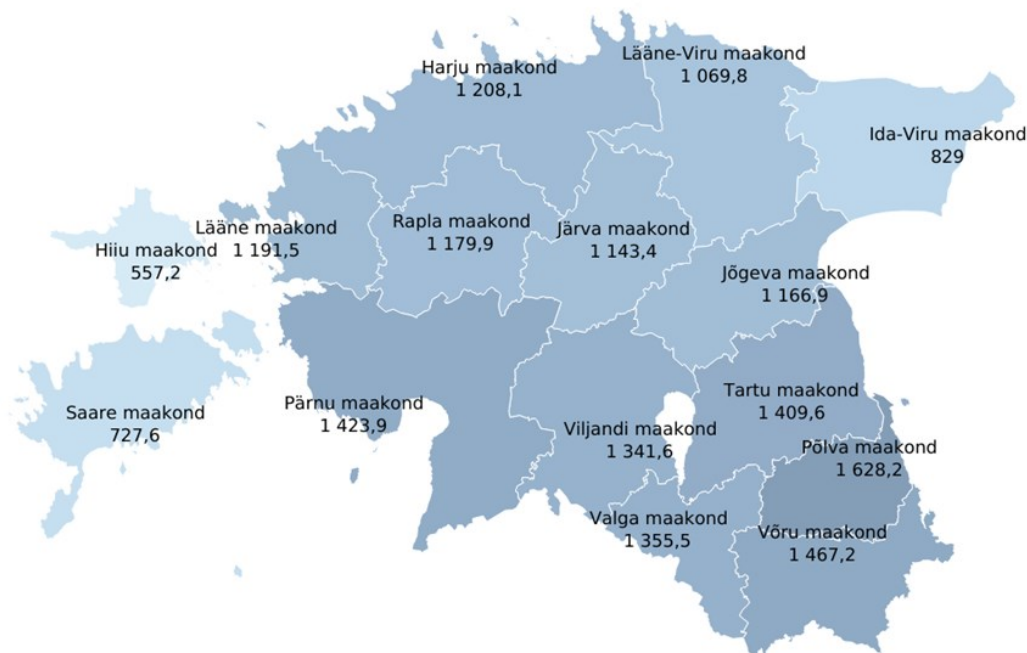 Harju maakond
1 208,1
Lääne-Viru maakond
1 069,8
Ida-Viru maakond
829
Hiiu maakond
557,2
Lääne maakond
1 191,5
Rapla maakond
1 179,9
Järva maakond
1 143,4
Jõgeva maakond
1 166,9
Saare maakond
727,6
Pärnu maakond
1 423,9
Viljandi maakond
1 341,6
Tartu maakond
1 409,6
Põlva maakond
1 628,2
Valga maakond
1 355,5
Võru maakond
1 467,2